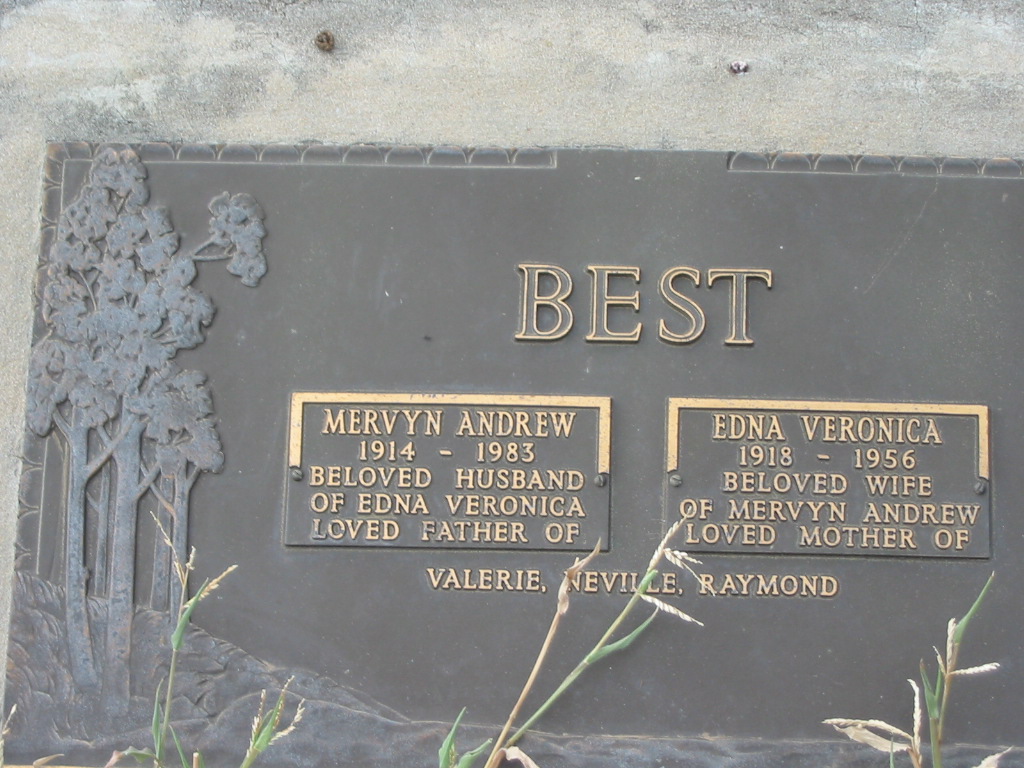 BEST
MERVYN ANDREW
1914 - 1983
BELOVED HUSBAND
OF EDNA VERONICA
LOVED FATHER OF
EDNA VERONICA
1918 - 1956
BELOVED WIFE
OF MERVYN ANDREW
LOVED MOTHER OF
VALERIE, NEVILLE, RAYMOND